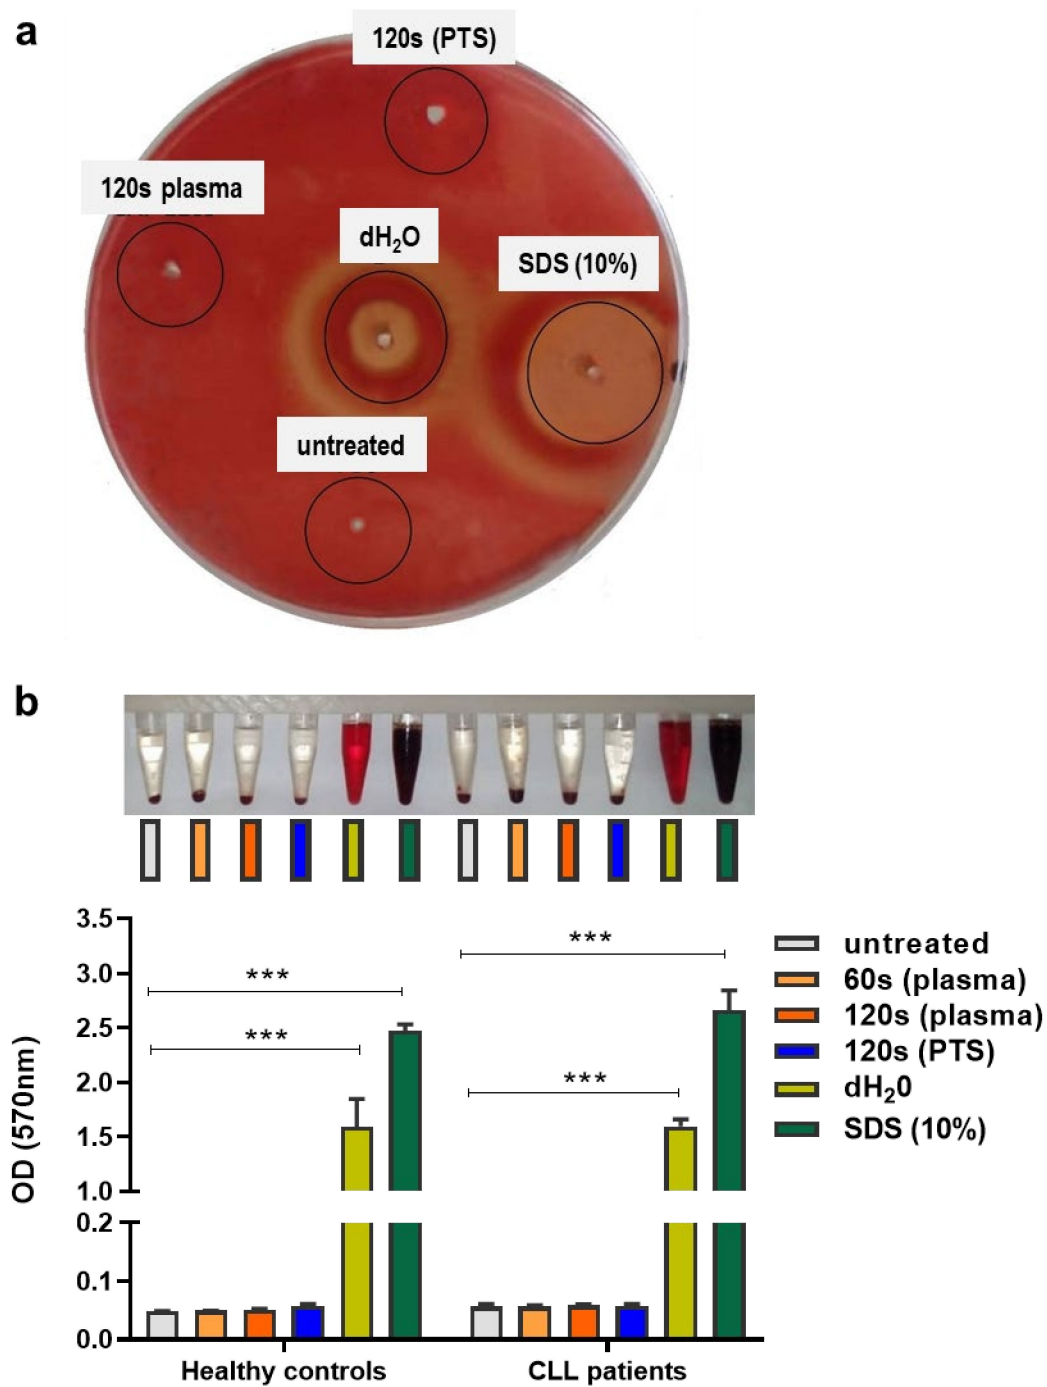 a
120s (PTS)
120s plasma
dH₂O
SDS (10%)
untreated
b
3.5
3.0
2.5
2.0
1.5
1.0
0.2
0.1
0.0
OD (570nm)
***
***
***
***
untreated
60s (plasma)
120s (plasma)
120s (PTS)
dH₂0
SDS (10%)
Healthy controls
CLL patients